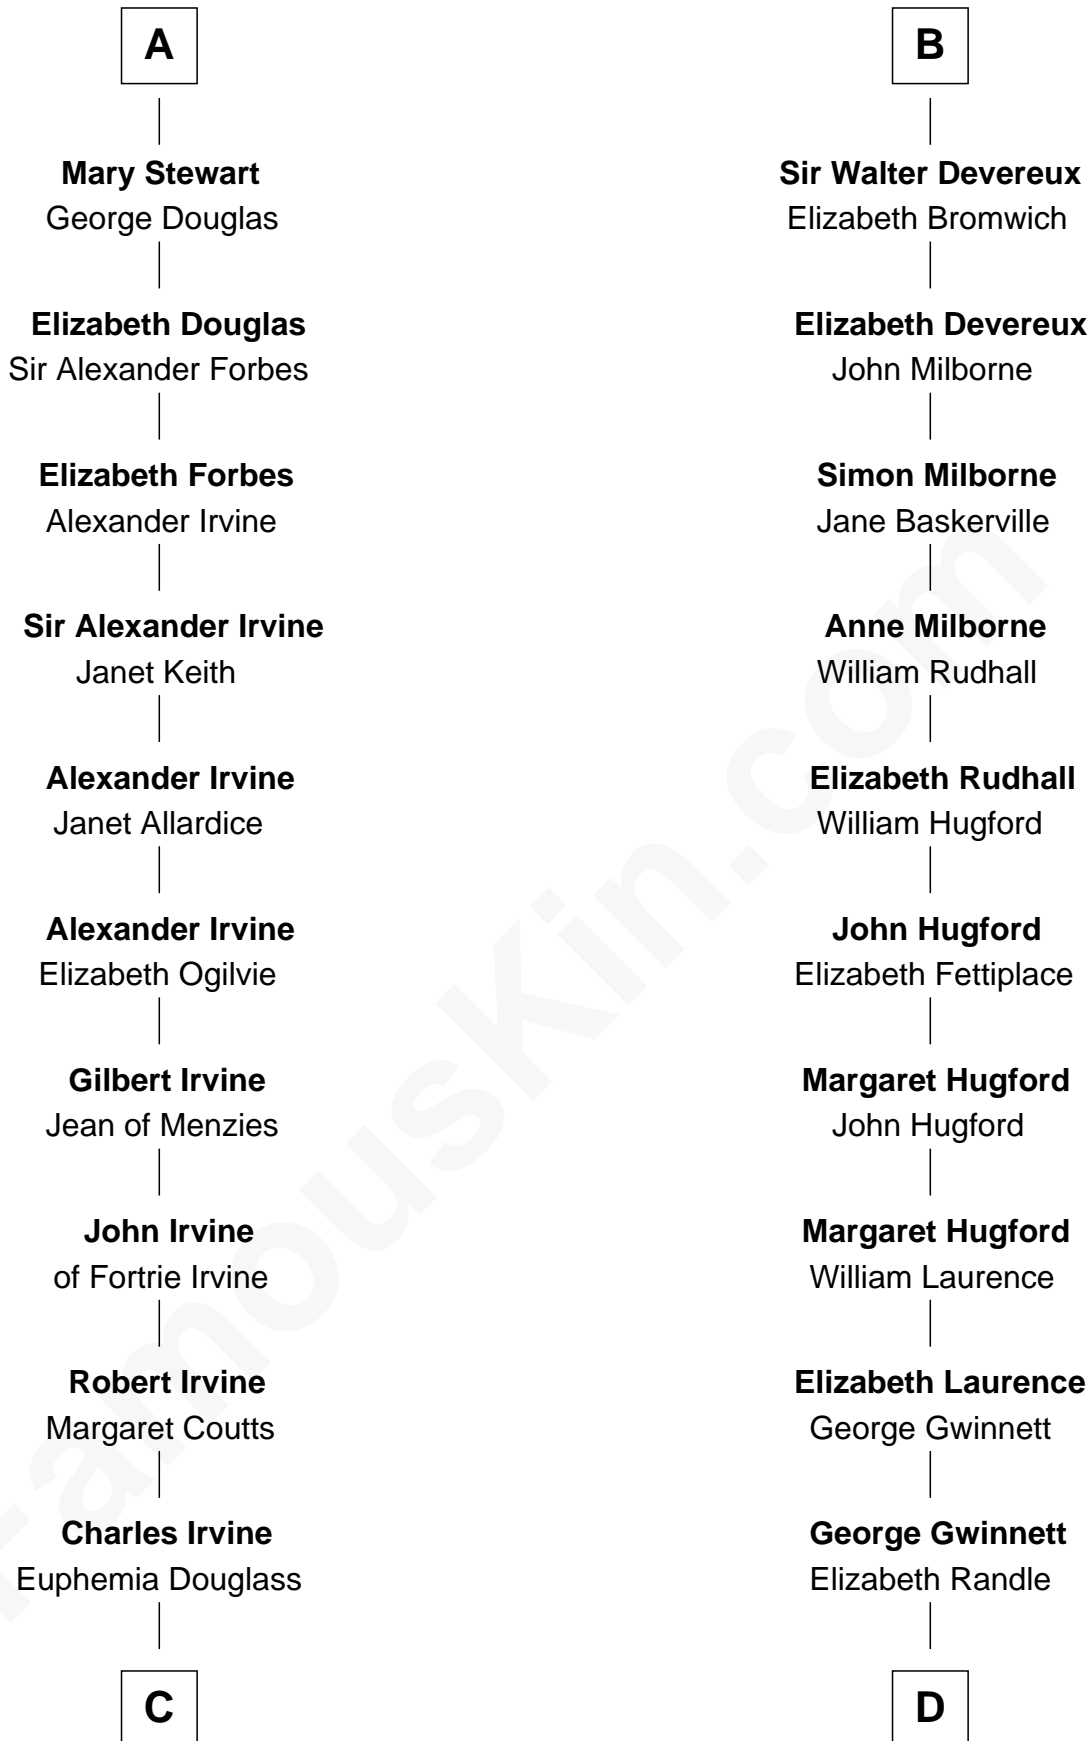 A
Mary Stewart
George Douglas
Elizabeth Douglas
Sir Alexander Forbes
Elizabeth Forbes
Alexander Irvine
Sir Alexander Irvine
Janet Keith
Alexander Irvine
Janet Allardice
Alexander Irvine
Elizabeth Ogilvie
Gilbert Irvine
Jean of Menzies
John Irvine
of Fortrie Irvine
Robert Irvine
Margaret Coutts
Charles Irvine
Euphemia Douglass
C
B
Sir Walter Devereux
Elizabeth Bromwich
Elizabeth Devereux
John Milborne
Simon Milborne
Jane Baskerville
Anne Milborne
William Rudhall
Elizabeth Rudhall
William Hugford
John Hugford
Elizabeth Fettiplace
Margaret Hugford
John Hugford
Margaret Hugford
William Laurence
Elizabeth Laurence
George Gwinnett
George Gwinnett
Elizabeth Randle
D
FamousKin.com